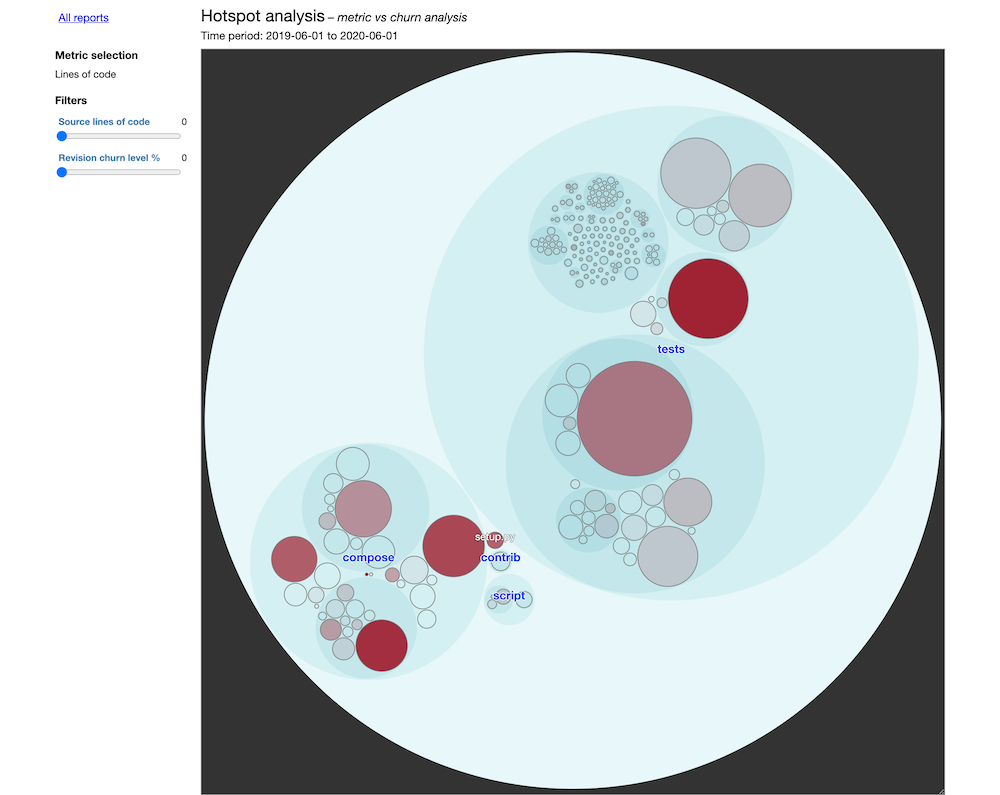 All reports
Hotspot analysis – metric vs churn analysis
Time period: 2019-06-01 to 2020-06-01
Metric selection
Lines of code
Filters
Source lines of code 0
Revision churn level % 0
tests
setup.py
compose
contrib
script